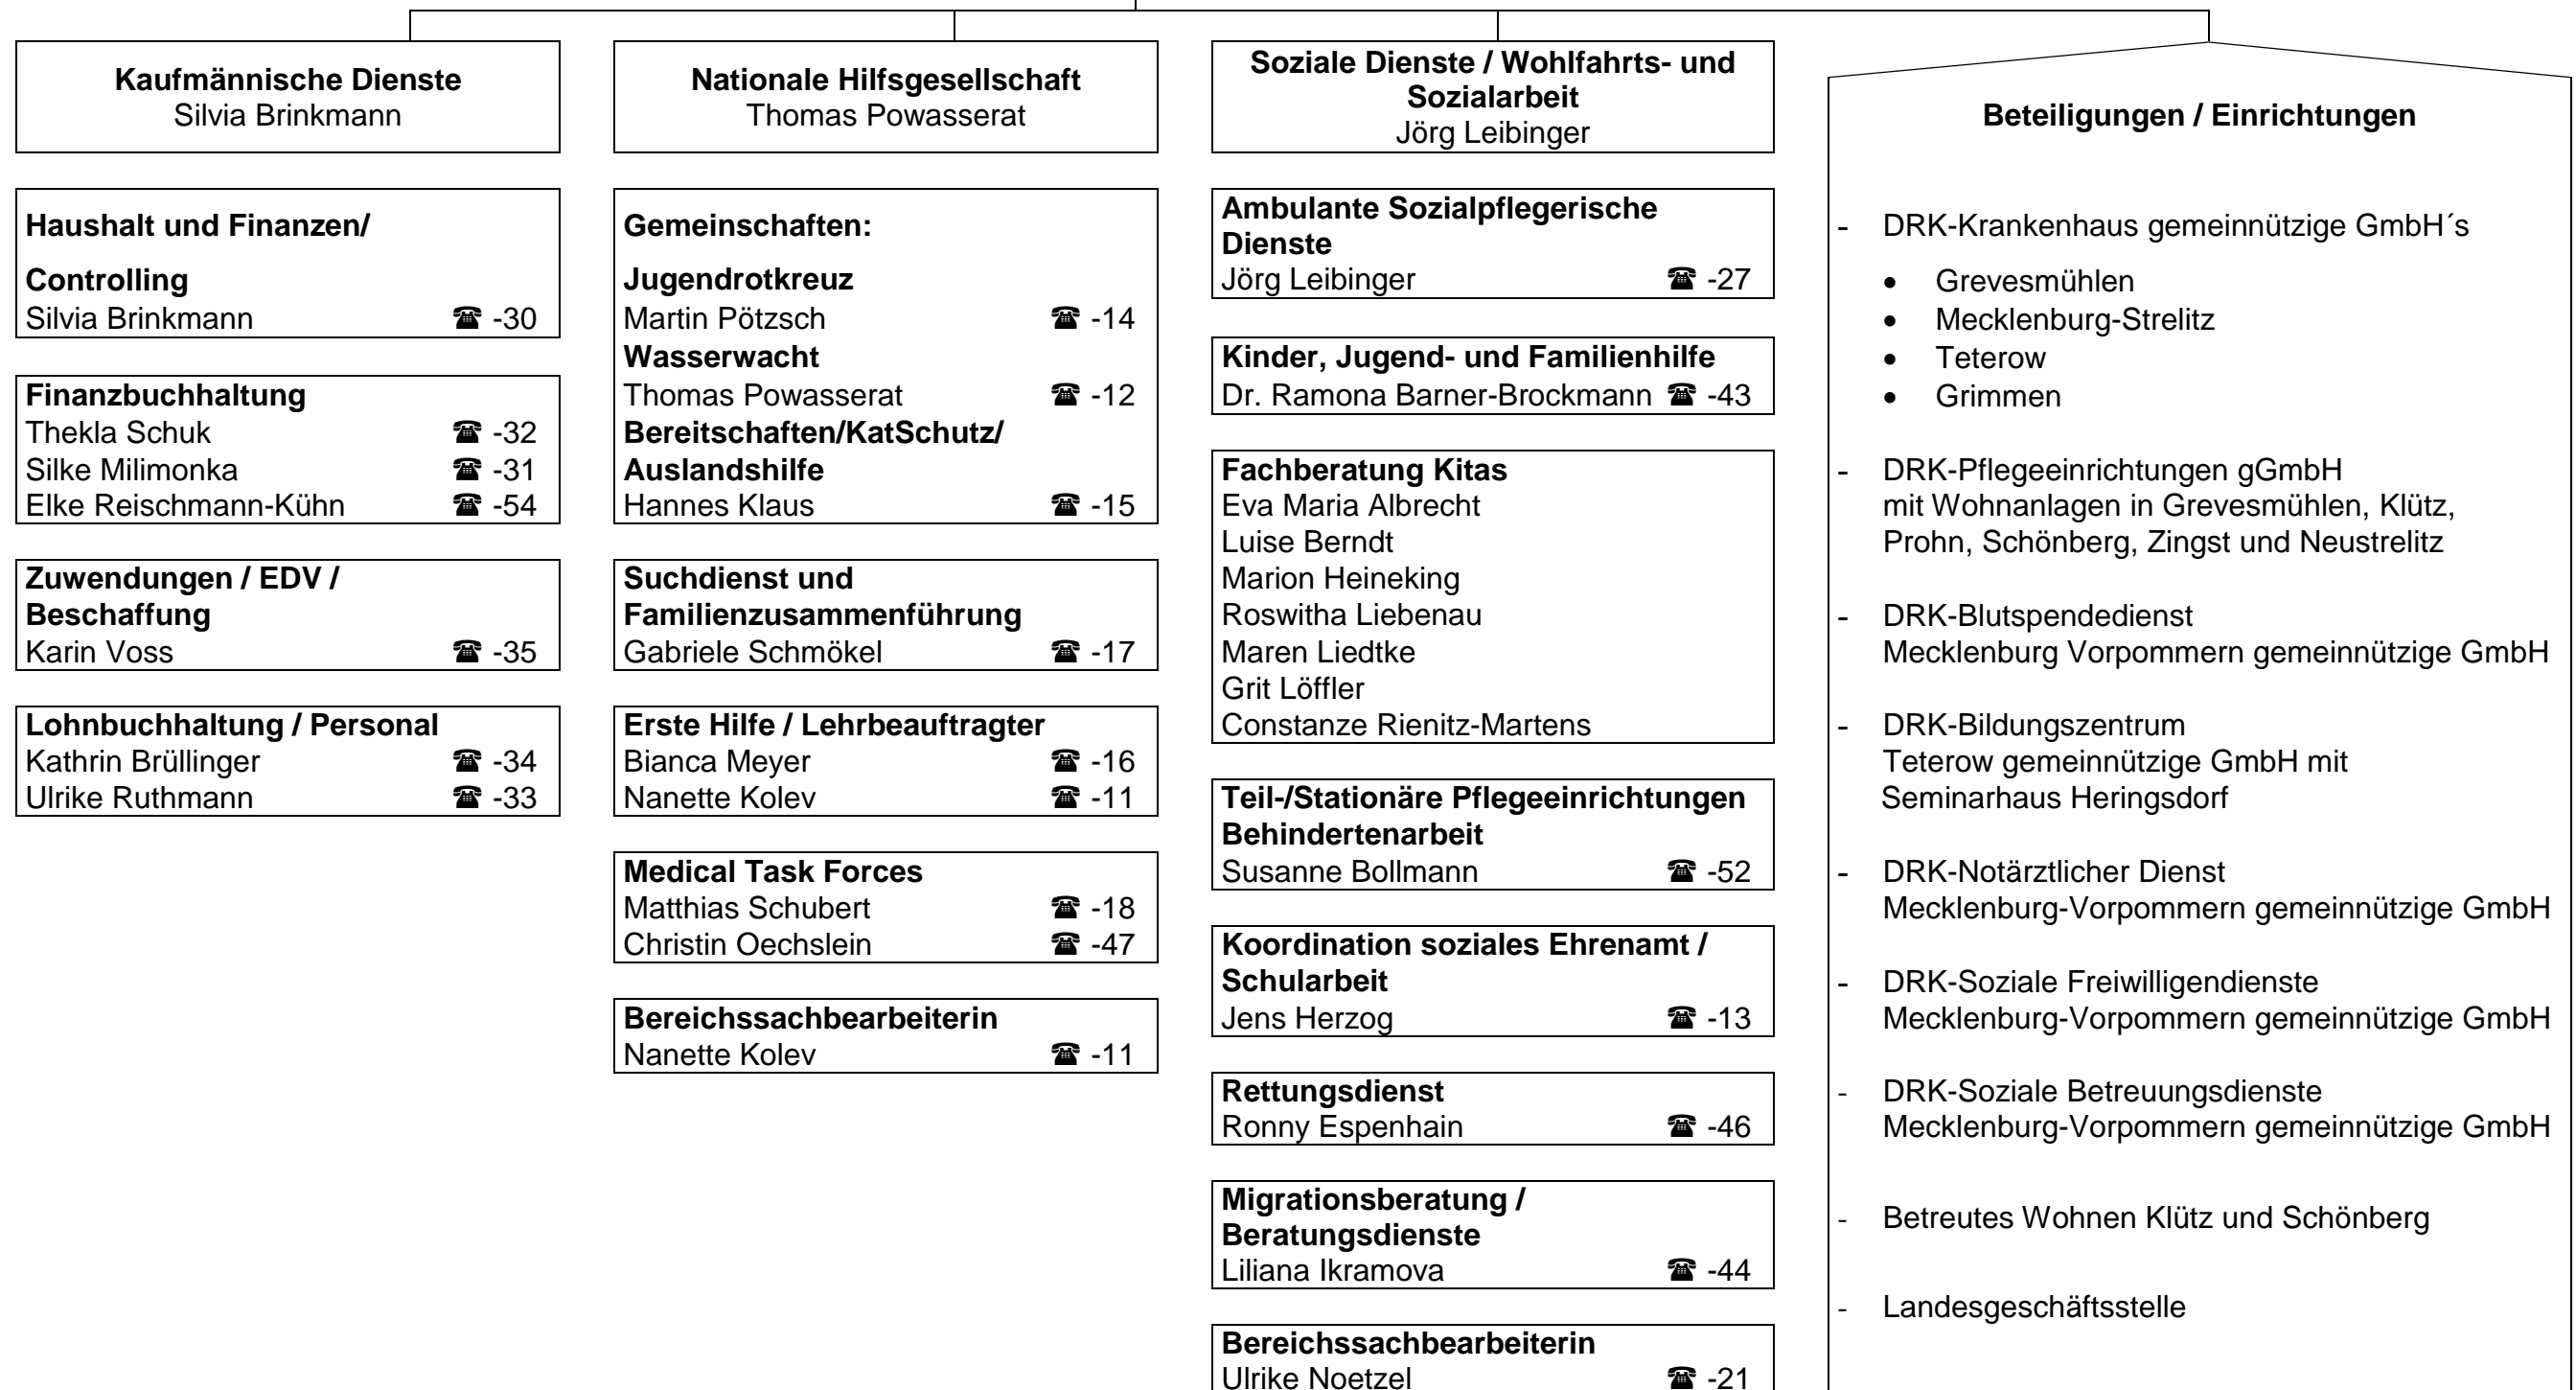 Kaufmännische Dienste
Silvia Brinkmann
Haushalt und Finanzen/
Controlling
Silvia Brinkmann ☎ -30
Finanzbuchhaltung
Thekla Schuk ☎ -32
Silke Milimonka ☎ -31
Elke Reischmann-Kühn ☎ -54
Zuwendungen / EDV /
Beschaffung
Karin Voss ☎ -35
Lohnbuchhaltung / Personal
Kathrin Brüllinger ☎ -34
Ulrike Ruthmann ☎ -33
Nationale Hilfsgesellschaft
Thomas Powasserat
Gemeinschaften:
Jugendrotkreuz
Martin Pötzsch ☎ -14
Wasserwacht
Thomas Powasserat ☎ -12
Bereitschaften/KatSchutz/
Auslandshilfe
Hannes Klaus ☎ -15
Suchdienst und
Familienzusammenführung
Gabriele Schmökel ☎ -17
Erste Hilfe / Lehrbeauftragter
Bianca Meyer ☎ -16
Nanette Kolev ☎ -11
Medical Task Forces
Matthias Schubert ☎ -18
Christin Oechslein ☎ -47
Bereichssachbearbeiterin
Nanette Kolev ☎ -11
Soziale Dienste / Wohlfahrts- und
Sozialarbeit
Jörg Leibinger
Ambulante Sozialpflegerische
Dienste
Jörg Leibinger ☎ -27
Kinder, Jugend- und Familienhilfe
Dr. Ramona Barner-Brockmann ☎ -43
Fachberatung Kitas
Eva Maria Albrecht
Luise Berndt
Marion Heineking
Roswitha Liebenau
Maren Liedtke
Grit Löffler
Constanze Rienitz-Martens
Teil-/Stationäre Pflegeeinrichtungen
Behindertenarbeit
Susanne Bollmann ☎ -52
Koordination soziales Ehrenamt /
Schularbeit
Jens Herzog ☎ -13
Rettungsdienst
Ronny Espenhain ☎ -46
Migrationsberatung /
Beratungsdienste
Liliana Ikramova ☎ -44
Bereichssachbearbeiterin
Ulrike Noetzel ☎ -21
Beteiligungen / Einrichtungen
- DRK-Krankenhaus gemeinnützige GmbH´s
• Grevesmühlen
• Mecklenburg-Strelitz
• Teterow
• Grimmen
- DRK-Pflegeeinrichtungen gGmbH
mit Wohnanlagen in Grevesmühlen, Klütz,
Prohn, Schönberg, Zingst und Neustrelitz
- DRK-Blutspendedienst
Mecklenburg Vorpommern gemeinnützige GmbH
- DRK-Bildungszentrum
Teterow gemeinnützige GmbH mit
Seminarhaus Heringsdorf
- DRK-Notärztlicher Dienst
Mecklenburg-Vorpommern gemeinnützige GmbH
- DRK-Soziale Freiwilligendienste
Mecklenburg-Vorpommern gemeinnützige GmbH
- DRK-Soziale Betreuungsdienste
Mecklenburg-Vorpommern gemeinnützige GmbH
- Betreutes Wohnen Klütz und Schönberg
- Landesgeschäftsstelle